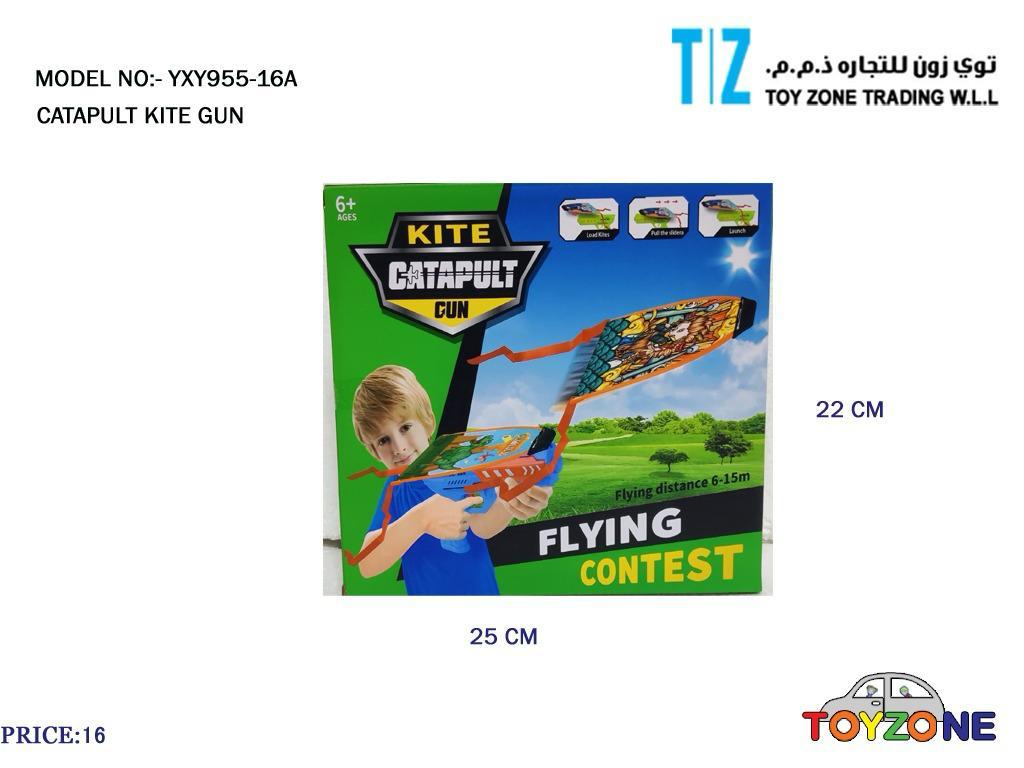 MODEL NO:- YXY955-16A
CATAPULT KITE GUN
TZ
توي زون للتجاره ذ.م.م.
TOY ZONE TRADING W.L.L
6+
AGES
KITE
CATAPULT
GUN
Load Kites
Pull the sliders
Launch
22 CM
Flying distance 6-15m
FLYING
CONTEST
25 CM
PRICE:16
TOYZONE